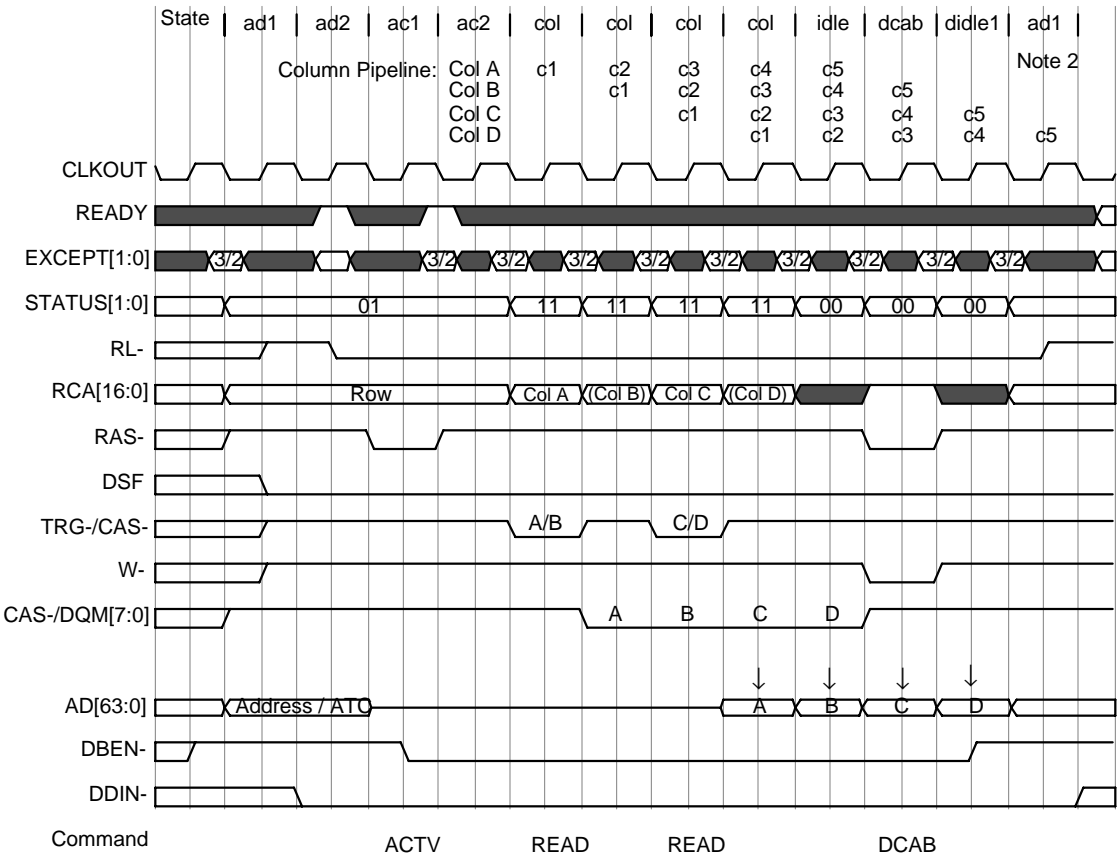 State ad1 ad2 ac1 ac2 col col col col idle dcab didle1 ad1
Note 2
Column Pipeline: Col A c1 c2 c3 c4 c5
Col B c1 c2 c3 c4 c5
Col C c1 c2 c3 c4 c5
Col D c1 c2 c3 c4 c5
CLKOUT
READY
EXCEPT[1:0] 3/2 3/2 3/2 3/2 3/2 3/2 3/2 3/2 3/2 3/2
STATUS[1:0] 01 11 11 11 11 00 00 00
RL-
RCA[16:0] Row Col A (Col B) Col C (Col D)
RAS-
DSF
TRG-/CAS- A/B C/D
W-
CAS-/DQM[7:0] A B C D
AD[63:0] Address / ATC A B C D
DBEN-
DDIN-
Command ACTV READ READ DCAB